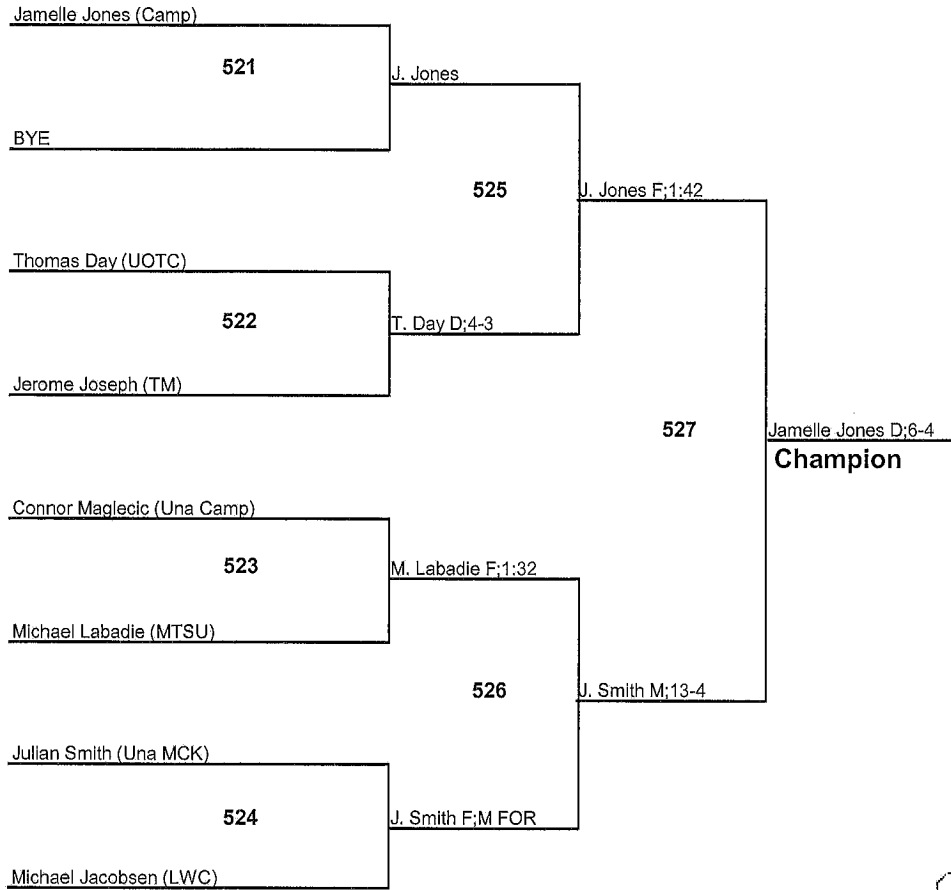 Jamelle Jones (Camp)
521
J. Jones
BYE
525
J. Jones F;1:42
Thomas Day (UOTC)
522
T. Day D;4-3
Jerome Joseph (TM)
527
Jamelle Jones D;6-4
Champion
Connor Maglecic (Una Camp)
523
M. Labadie F;1:32
Michael Labadie (MTSU)
526
J. Smith M;13-4
Julian Smith (Una MCK)
524
J. Smith F;M FOR
Michael Jacobsen (LWC)